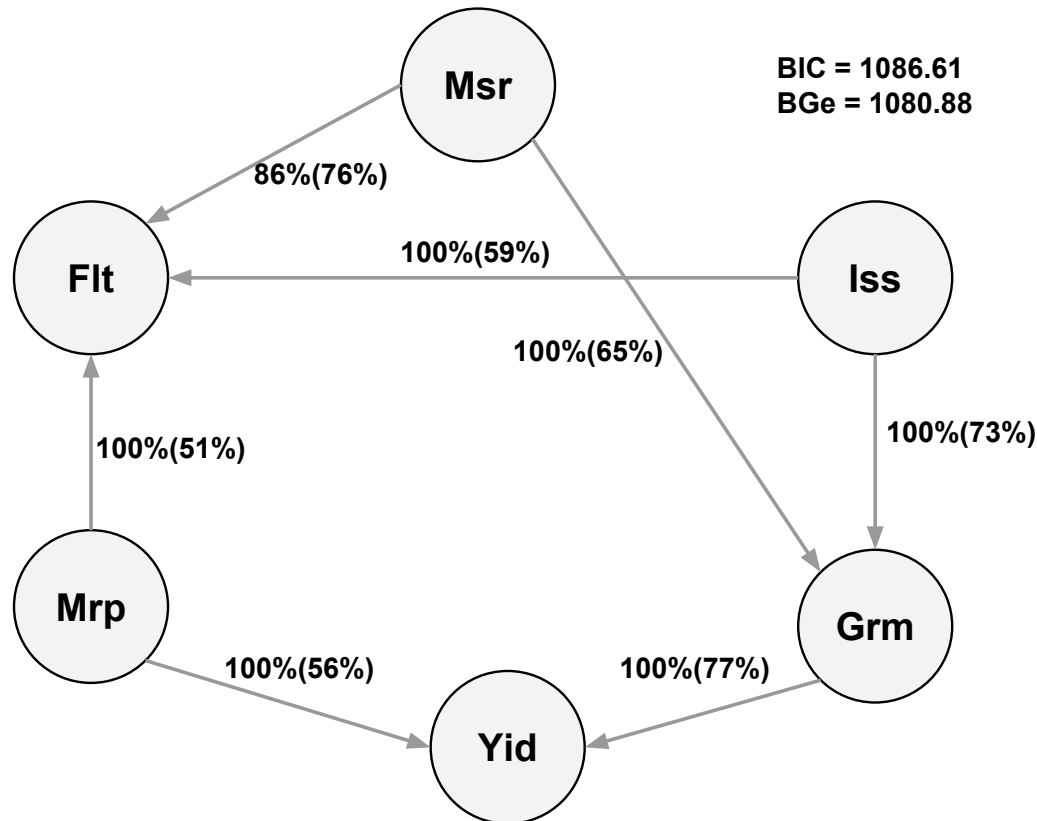 Msr
BIC = 1086.61
BGe = 1080.88
86%(76%)
100%(59%)
Flt
Iss
100%(65%)
100%(73%)
100%(51%)
Mrp
Grm
100%(56%)
100%(77%)
Yid